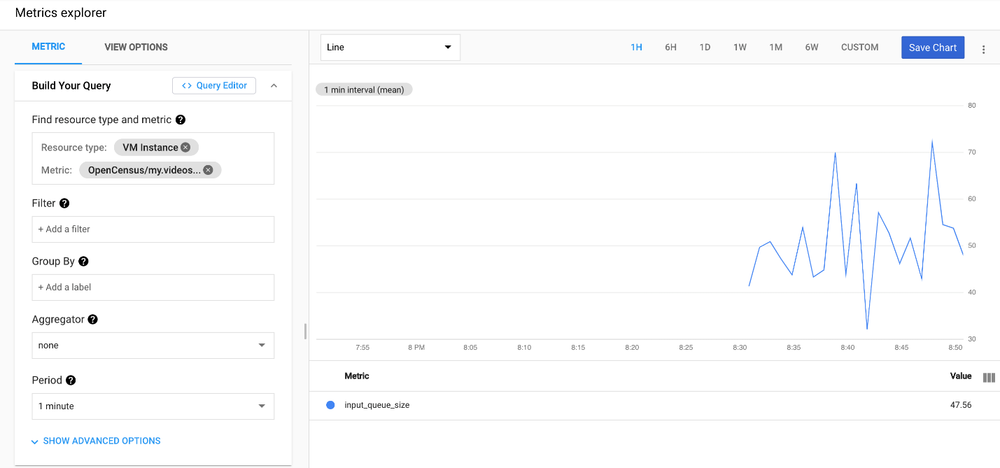 Metrics explorer
METRIC
VIEW OPTIONS
Build Your Query
<> Query Editor
Find resource type and metric ?
Resource type: VM Instance
Metric: OpenCensus/my.videos...
Filter ?
+ Add a filter
Group By ?
+ Add a label
Aggregator ?
none
Period ?
1 minute
SHOW ADVANCED OPTIONS
Line
1H 6H 1D 1W 1M 6W CUSTOM
Save Chart
1 min interval (mean)
80
70
60
50
40
30
7:55 8 PM 8:05 8:10 8:15 8:20 8:25 8:30 8:35 8:40 8:45 8:50
Metric Value
input_queue_size 47.56